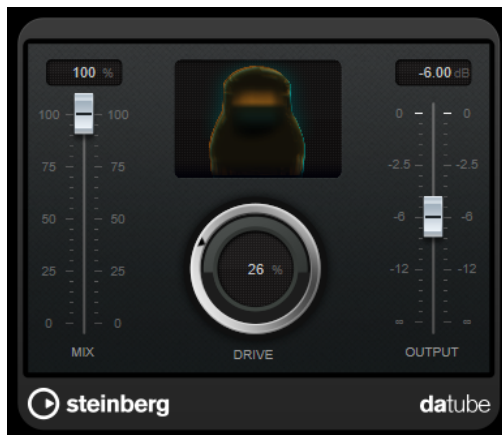 100 %
-6.00 dB
100 100
75 75
50 50
25 25
0 0
MIX
26 %
DRIVE
0 0
-2.5 -2.5
-6 -6
-12 -12
∞ ∞
OUTPUT
steinberg
datube